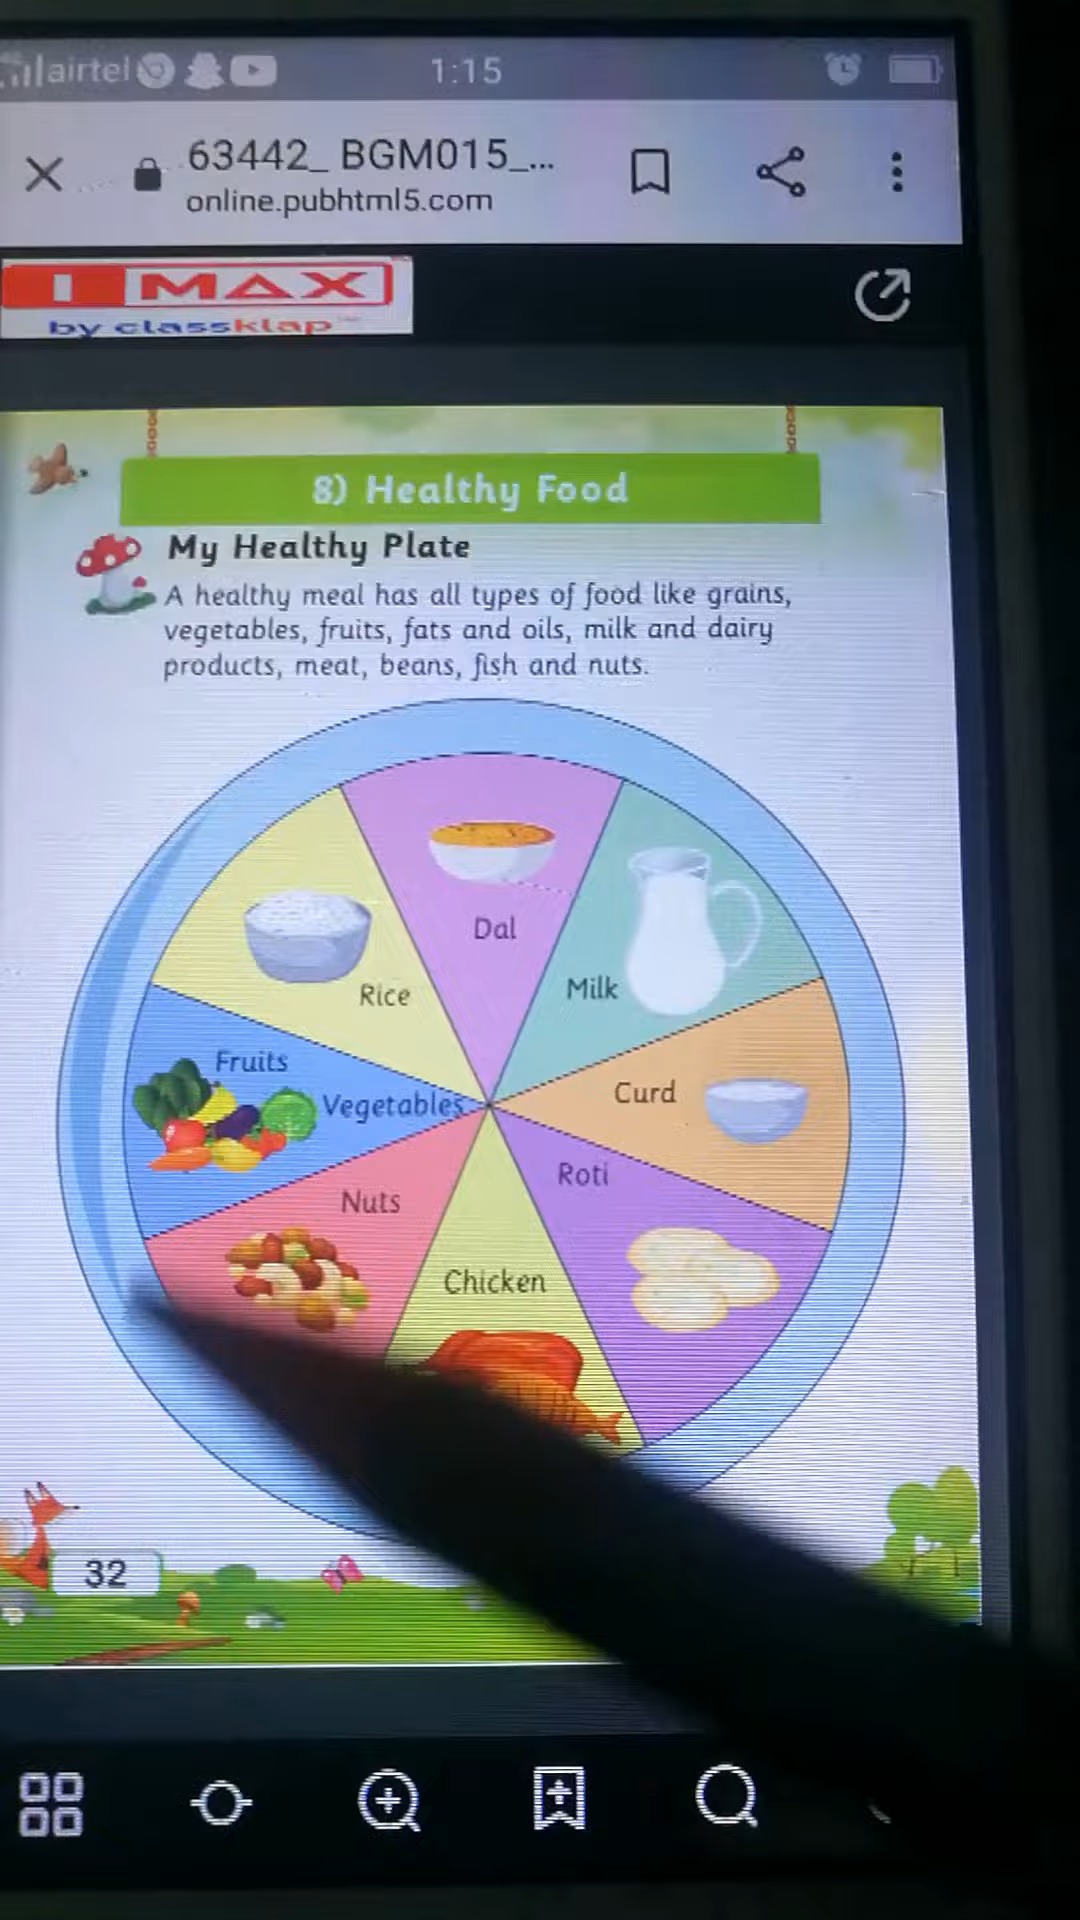 airtel 1:15
63442_ BGM015_...
online.pubhtml5.com
I MAX
by classklap™
8) Healthy Food
My Healthy Plate
A healthy meal has all types of food like grains,
vegetables, fruits, fats and oils, milk and dairy
products, meat, beans, fish and nuts.
Dal
Milk
Rice
Fruits
Vegetables
Curd
Roti
Nuts
Chicken
32